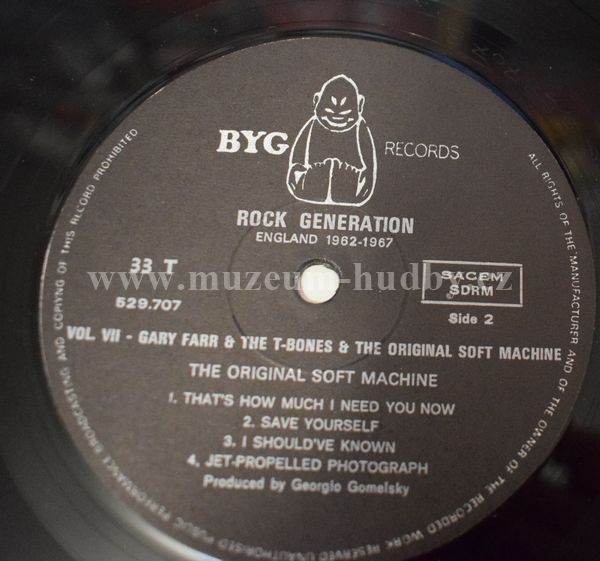 BYG RECORDS
ROCK GENERATION
ENGLAND 1962-1967
33 T
529.707
SACEM
SDRM
Side 2
www.muzeum-hudby.cz
VOL. VII - GARY FARR & THE T-BONES & THE ORIGINAL SOFT MACHINE
THE ORIGINAL SOFT MACHINE
1. THAT'S HOW MUCH I NEED YOU NOW
2. SAVE YOURSELF
3. I SHOULD'VE KNOWN
4. JET-PROPELLED PHOTOGRAPH
Produced by Georgio Gomelsky
ALL RIGHTS OF THE MANUFACTURER AND OF THE OWNER OF THE RECORDED WORK RESERVED UNAUTHORISED PUBLIC PERFORMANCE BROADCASTING AND COPIYNG OF THIS RECORD PROHIBITED